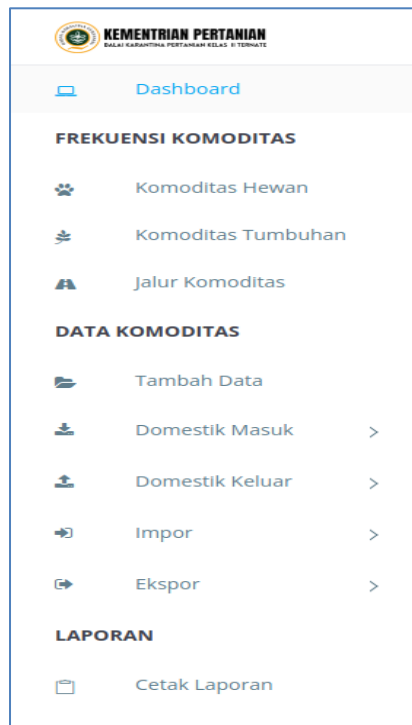 KEMENTRIAN PERTANIAN
BALAI KARANTINA PERTANIAN KELAS II TERNATE
Dashboard
FREKUENSI KOMODITAS
Komoditas Hewan
Komoditas Tumbuhan
Jalur Komoditas
DATA KOMODITAS
Tambah Data
Domestik Masuk
Domestik Keluar
Impor
Ekspor
LAPORAN
Cetak Laporan